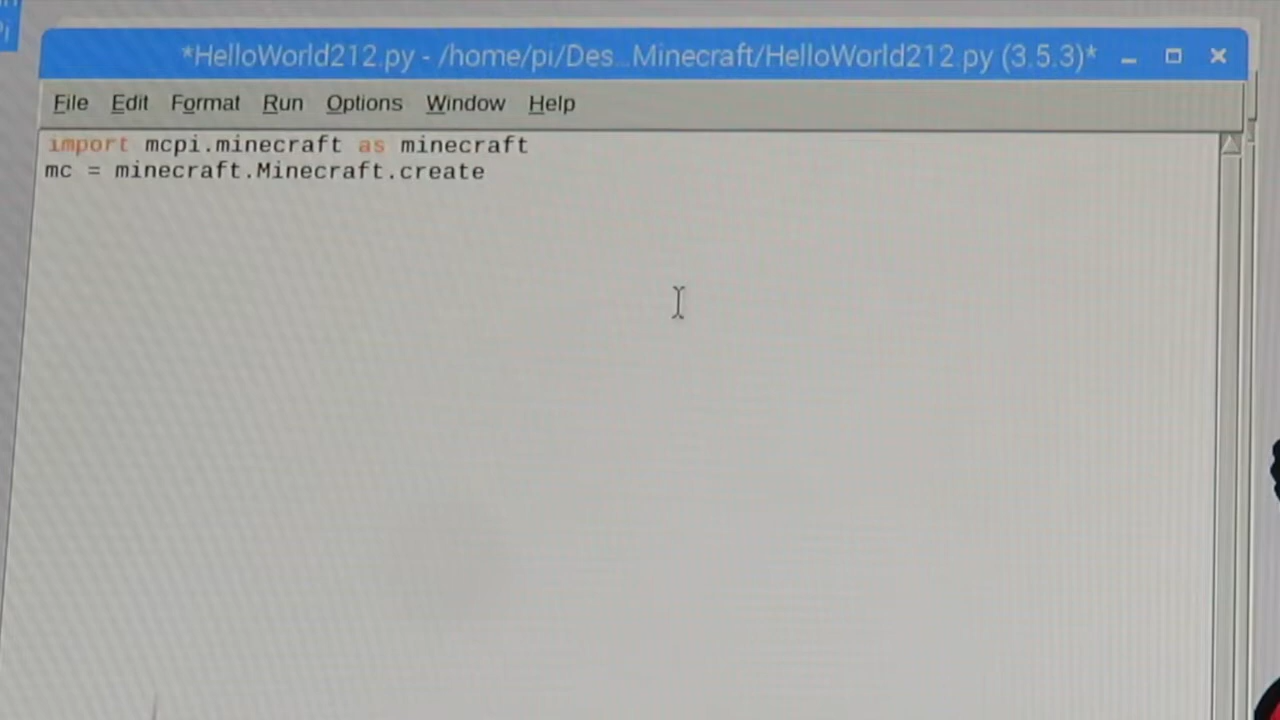 *HelloWorld212.py - /home/pi/Des...Minecraft/HelloWorld212.py (3.5.3)*
File Edit Format Run Options Window Help
import mcpi.minecraft as minecraft
mc = minecraft.Minecraft.create